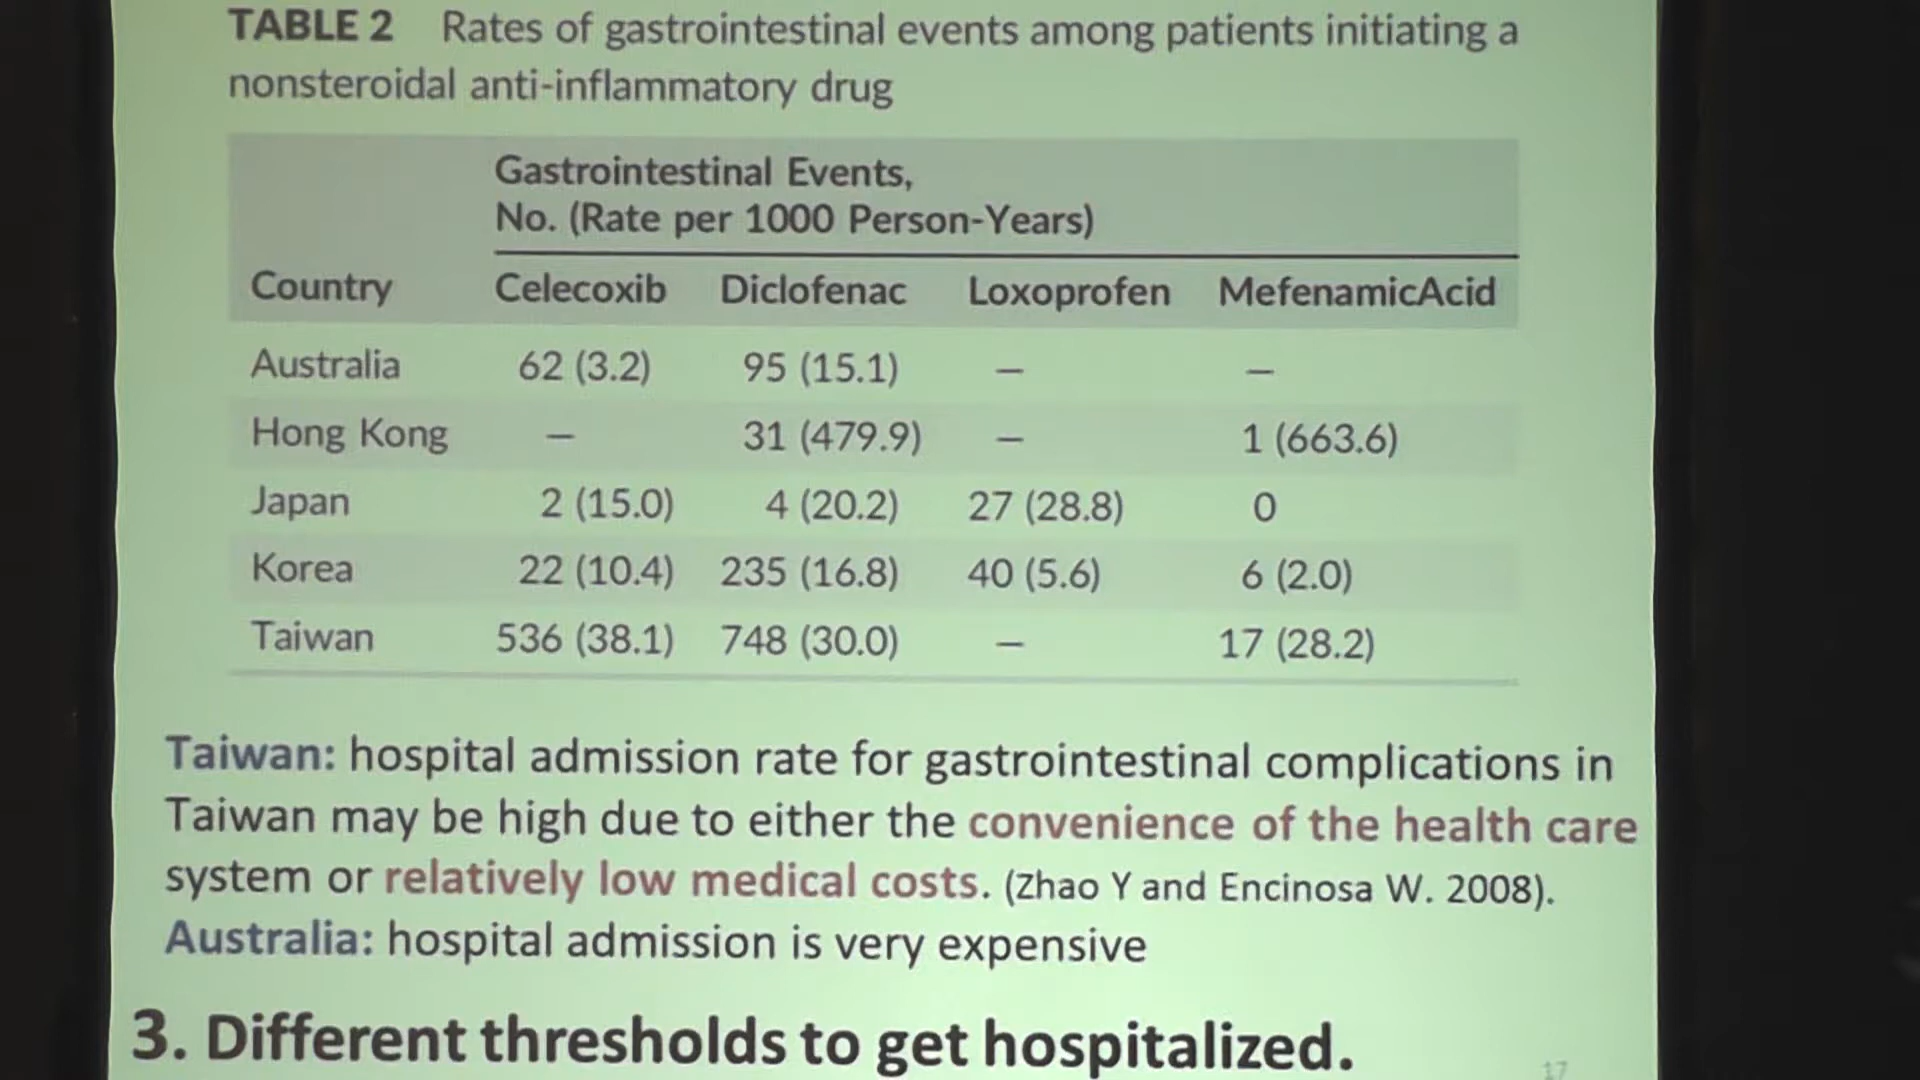 TABLE 2 Rates of gastrointestinal events among patients initiating a
nonsteroidal anti-inflammatory drug
Gastrointestinal Events,
No. (Rate per 1000 Person-Years)
Country Celecoxib Diclofenac Loxoprofen MefenamicAcid
Australia 62 (3.2) 95 (15.1) – –
Hong Kong – 31 (479.9) – 1 (663.6)
Japan 2 (15.0) 4 (20.2) 27 (28.8) 0
Korea 22 (10.4) 235 (16.8) 40 (5.6) 6 (2.0)
Taiwan 536 (38.1) 748 (30.0) – 17 (28.2)
Taiwan: hospital admission rate for gastrointestinal complications in
Taiwan may be high due to either the convenience of the health care
system or relatively low medical costs. (Zhao Y and Encinosa W. 2008).
Australia: hospital admission is very expensive
3. Different thresholds to get hospitalized.
17